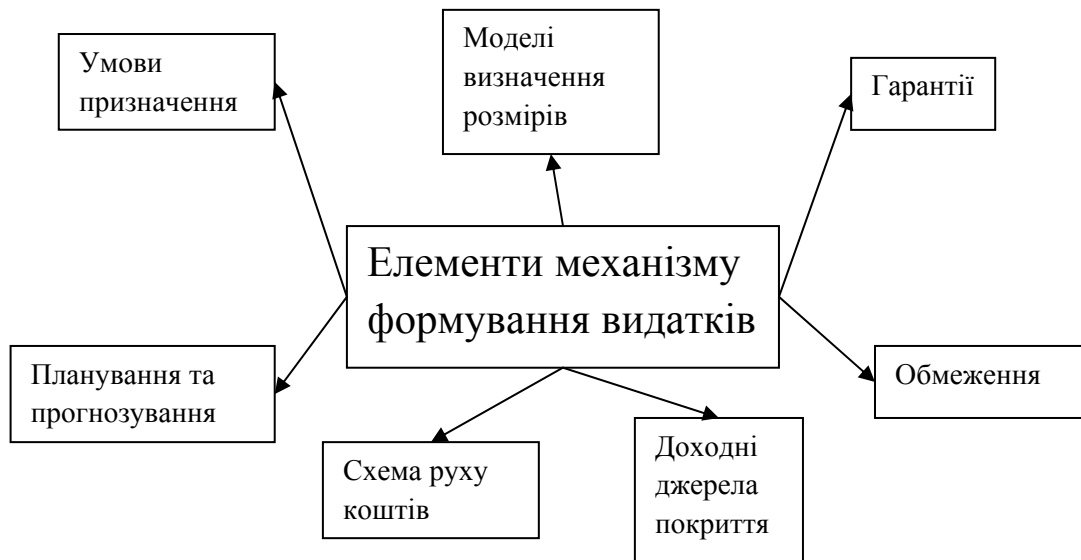 Умови
призначення
Моделі
визначення
розмірів
Гарантії
Елементи механізму
формування видатків
Планування та
прогнозування
Обмеження
Схема руху
коштів
Доходні
джерела
покриття